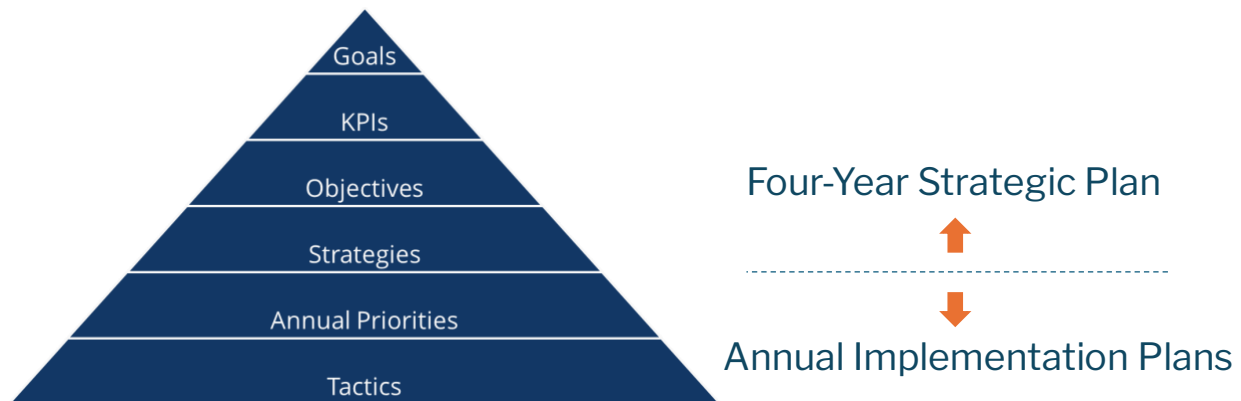 Goals
KPIs
Objectives
Strategies
Annual Priorities
Tactics
Four-Year Strategic Plan
Annual Implementation Plans